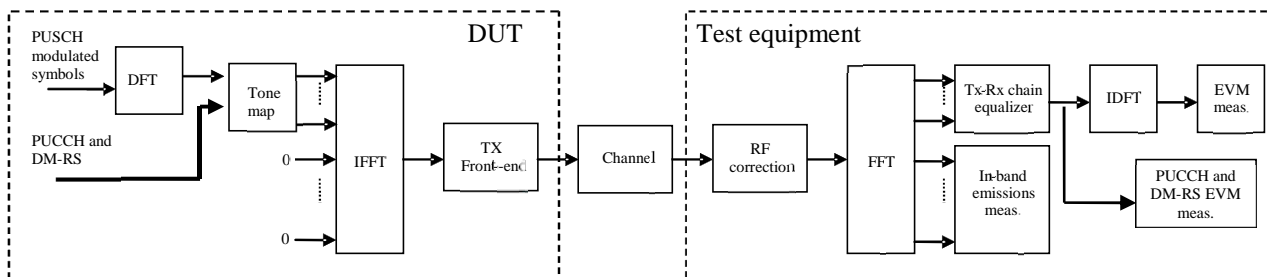 DUT
Test equipment
PUSCH
modulated
symbols
DFT
Tone
map
PUCCH and
DM-RS
0
0
IFFT
TX
Front-end
Channel
RF
correction
FFT
Tx-Rx chain
equalizer
IDFT
EVM
meas.
In-band
emissions
meas.
PUCCH and
DM-RS EVM
meas.